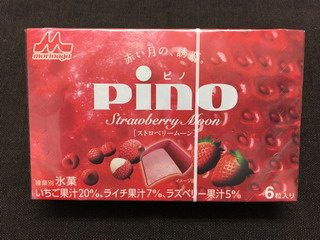 morinaga
赤い月の、誘惑。
ピノ
pino
Strawberry Moon
[ストロベリームーン]
種類別 氷菓
いちご果汁20%、ライチ果汁7%、ラズベリー果汁5%
6粒入り